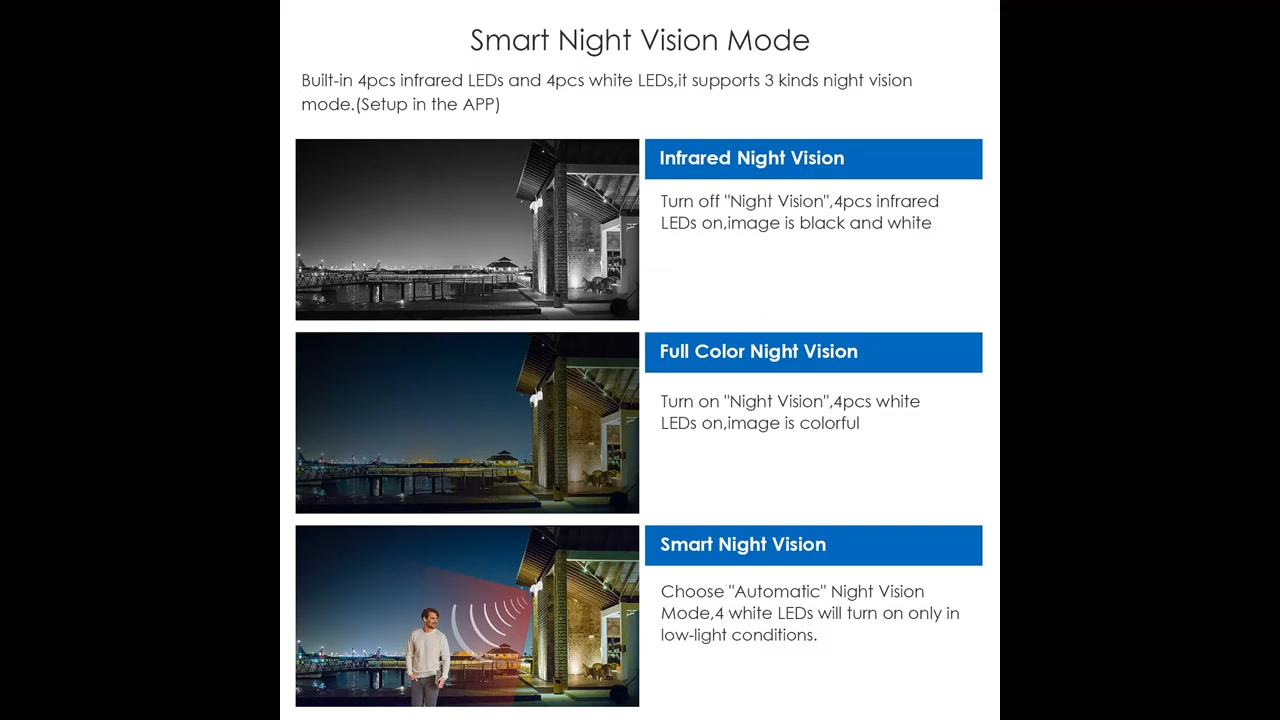 Smart Night Vision Mode
Built-in 4pcs infrared LEDs and 4pcs white LEDs,it supports 3 kinds night vision
mode.(Setup in the APP)
Infrared Night Vision
Turn off "Night Vision",4pcs infrared
LEDs on,image is black and white
Full Color Night Vision
Turn on "Night Vision",4pcs white
LEDs on,image is colorful
Smart Night Vision
Choose "Automatic" Night Vision
Mode,4 white LEDs will turn on only in
low-light conditions.